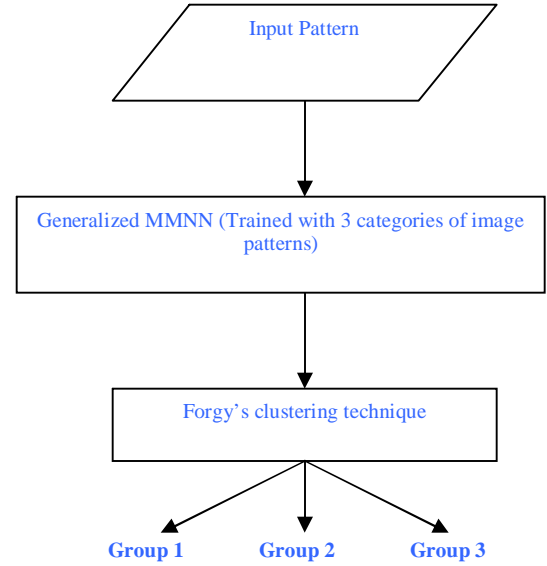 Input Pattern
Generalized MMNN (Trained with 3 categories of image
patterns)
Forgy’s clustering technique
Group 1 Group 2 Group 3